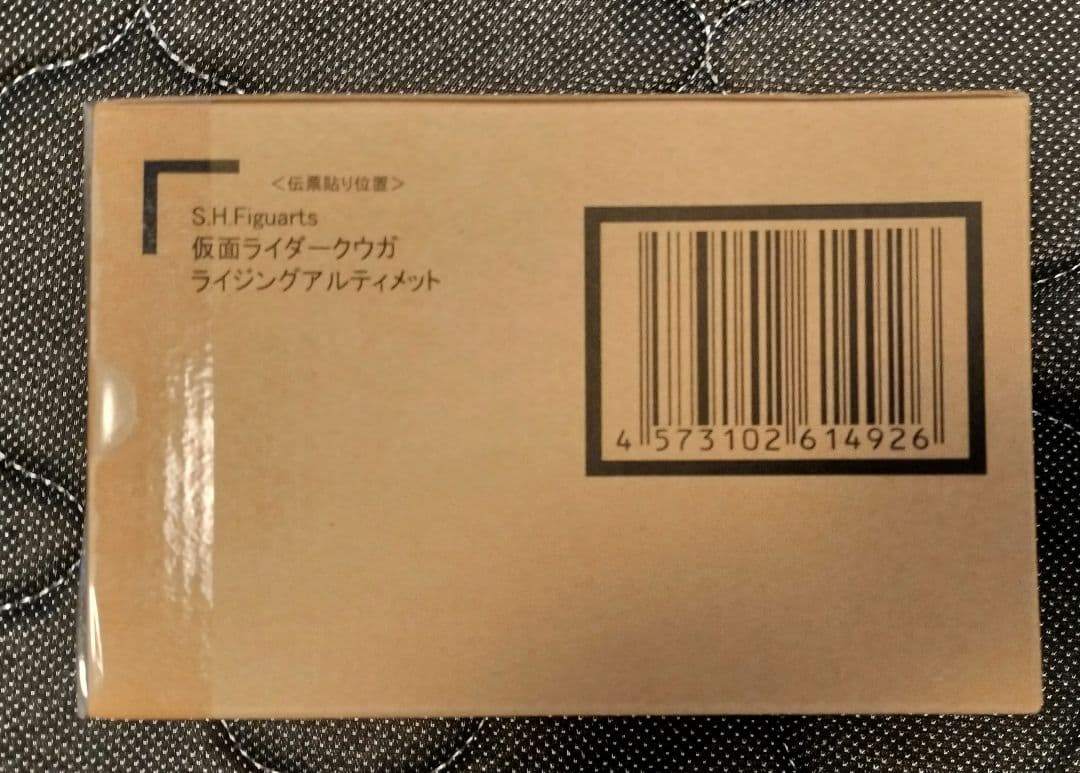 <伝票貼り位置>
S.H.Figuarts
仮面ライダークウガ
ライジングアルティメット
4 573102 614926